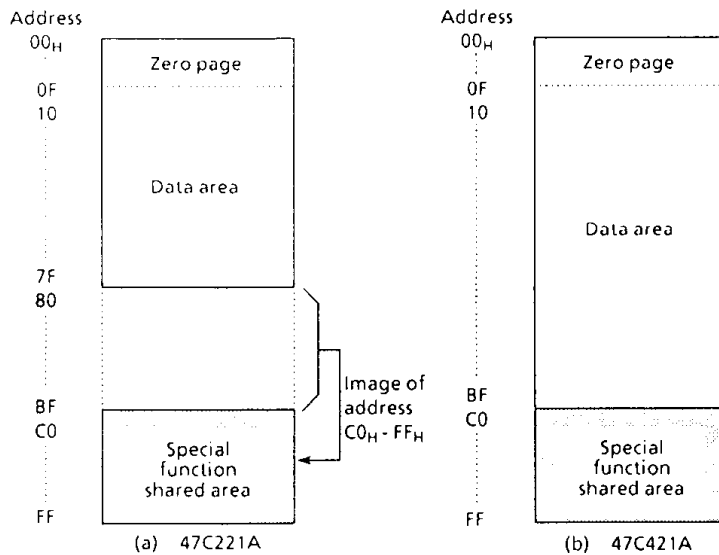 Address
00H
Zero page
0F
10
Data area
7F
80
BF
C0
Image of
address
C0H - FFH
Special
function
shared area
FF
(a) 47C221A
Address
00H
Zero page
0F
10
Data area
BF
C0
Special
function
shared area
FF
(b) 47C421A